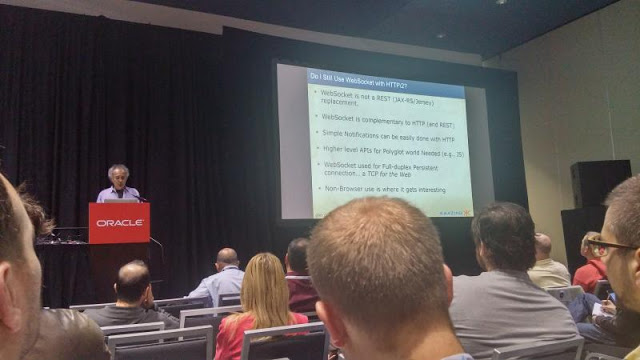 Do I Still Use WebSocket with HTTP/2?
• WebSocket is not a REST (JAX-RS/Jersey)
replacement.
• WebSocket is complementary to HTTP (and REST)
• Simple Notifications can be easily done with HTTP
• Higher level APIs for Polyglot world Needed (e.g., JS)
• WebSocket used for Full-duplex Persistent
connection... a TCP for the Web
• Non-Browser use is where it gets interesting
KAAZING
ORACLE